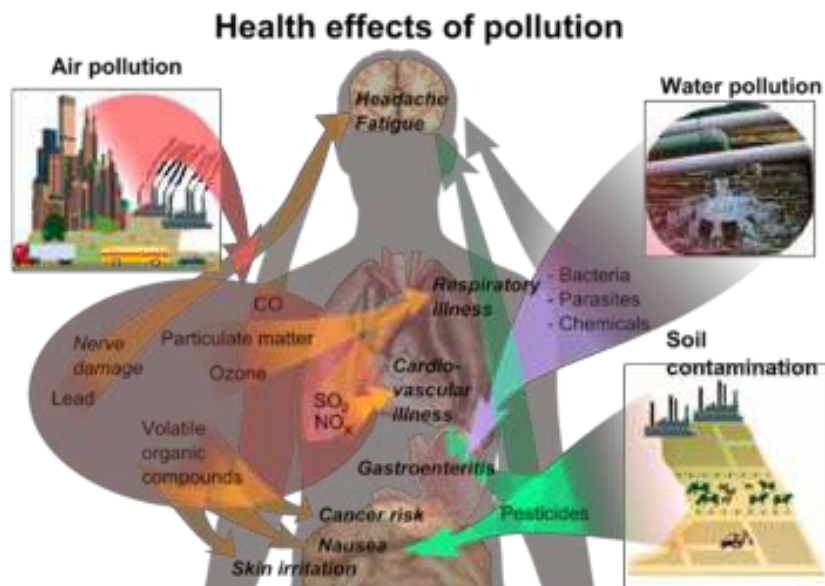 Health effects of pollution
Air pollution
Water pollution
Headache
Fatigue
- Bacteria
- Parasites
- Chemicals
CO
Respiratory
illness
Particulate matter
Nerve
damage
Ozone
Lead
Soil
contamination
Cardio-
vascular
illness
SO₂
NOₓ
Volatile
organic
compounds
Gastroenteritis
Pesticides
Cancer risk
Nausea
Skin irritation